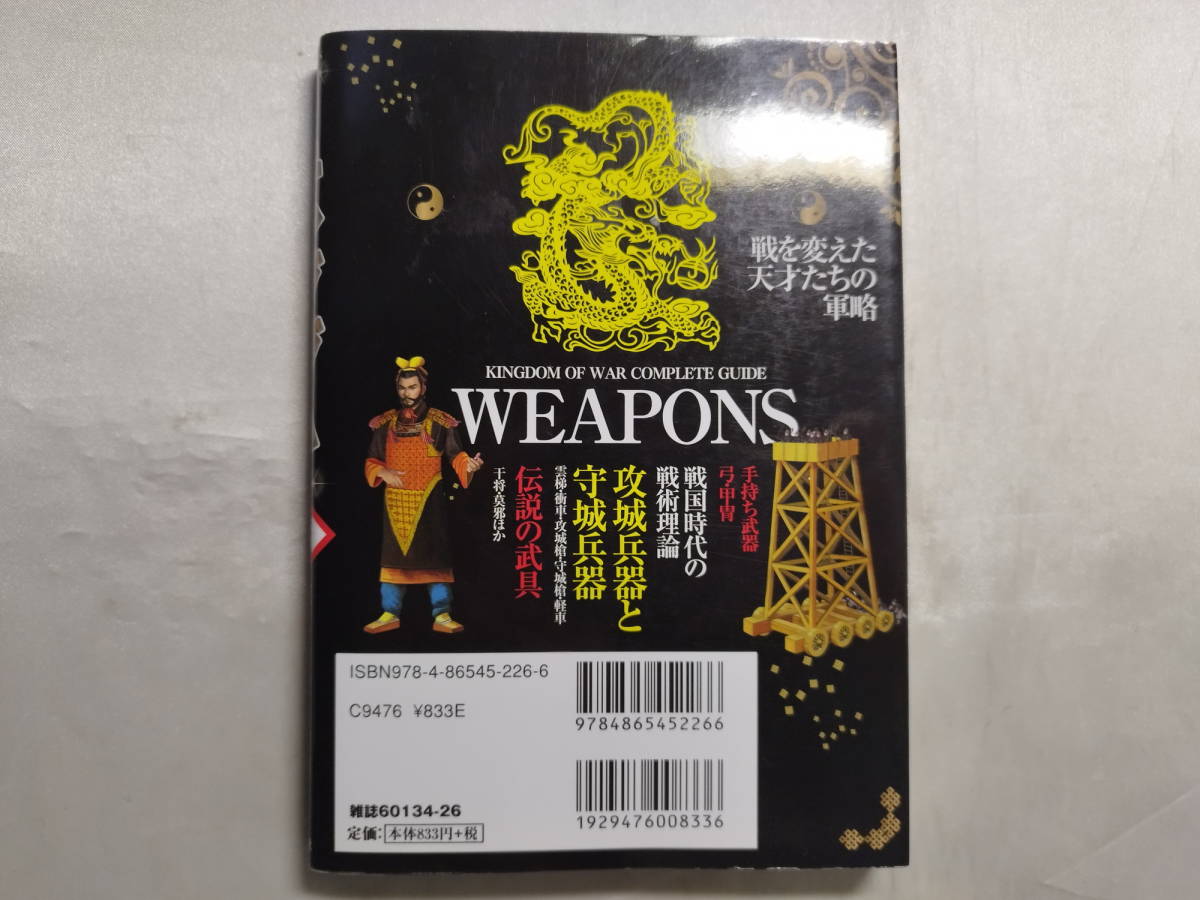 戦を変えた
天才たちの
軍略
KINGDOM OF WAR COMPLETE GUIDE
WEAPONS
手持ち武器
弓・甲冑
戦国時代の
戦術理論
攻城兵器と
守城兵器
雲梯・衝車・攻城槍・守城槍・軽車
伝説の武具
干将・莫邪ほか
ISBN978-4-86545-226-6
C9476 ¥833E
9784865452266
1929476008336
雑誌60134-26
定価:本体833円+税